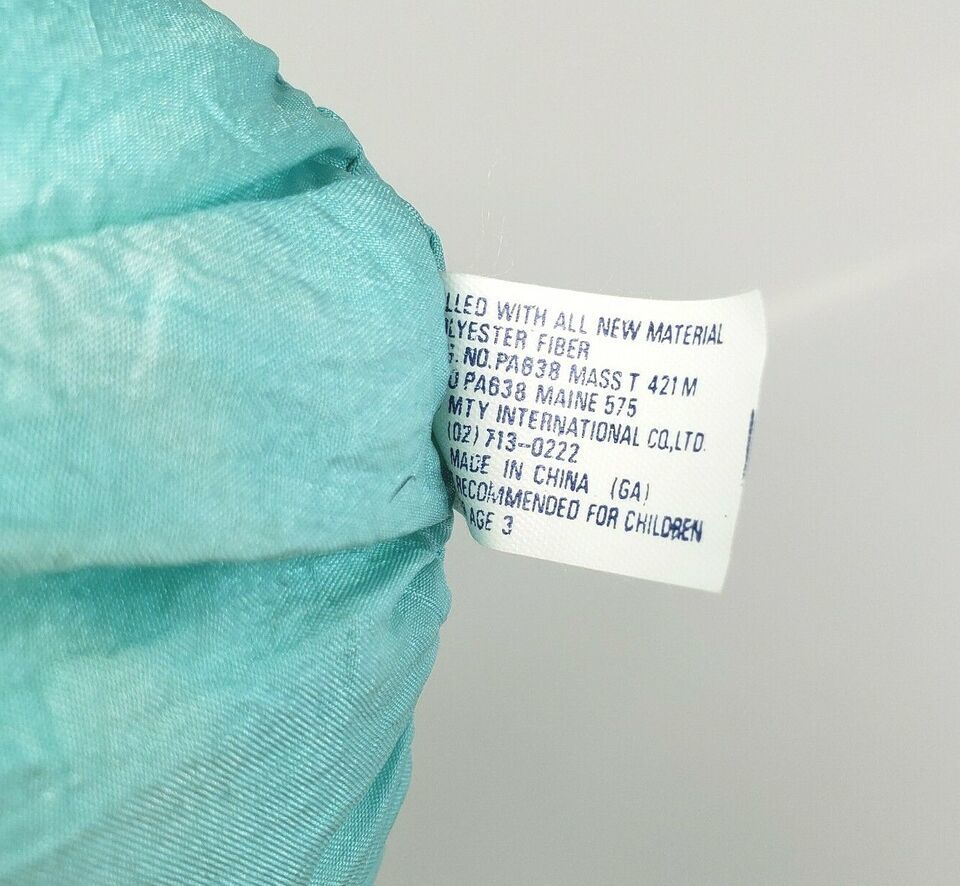 LLED WITH ALL NEW MATERIAL
LYESTER FIBER
G. NO. PA638 MASS T 421M
O PA638 MAINE 575
MTY INTERNATIONAL CO.,LTD.
(02) 713-0222
MADE IN CHINA (GA)
RECOMMENDED FOR CHILDREN
AGE 3